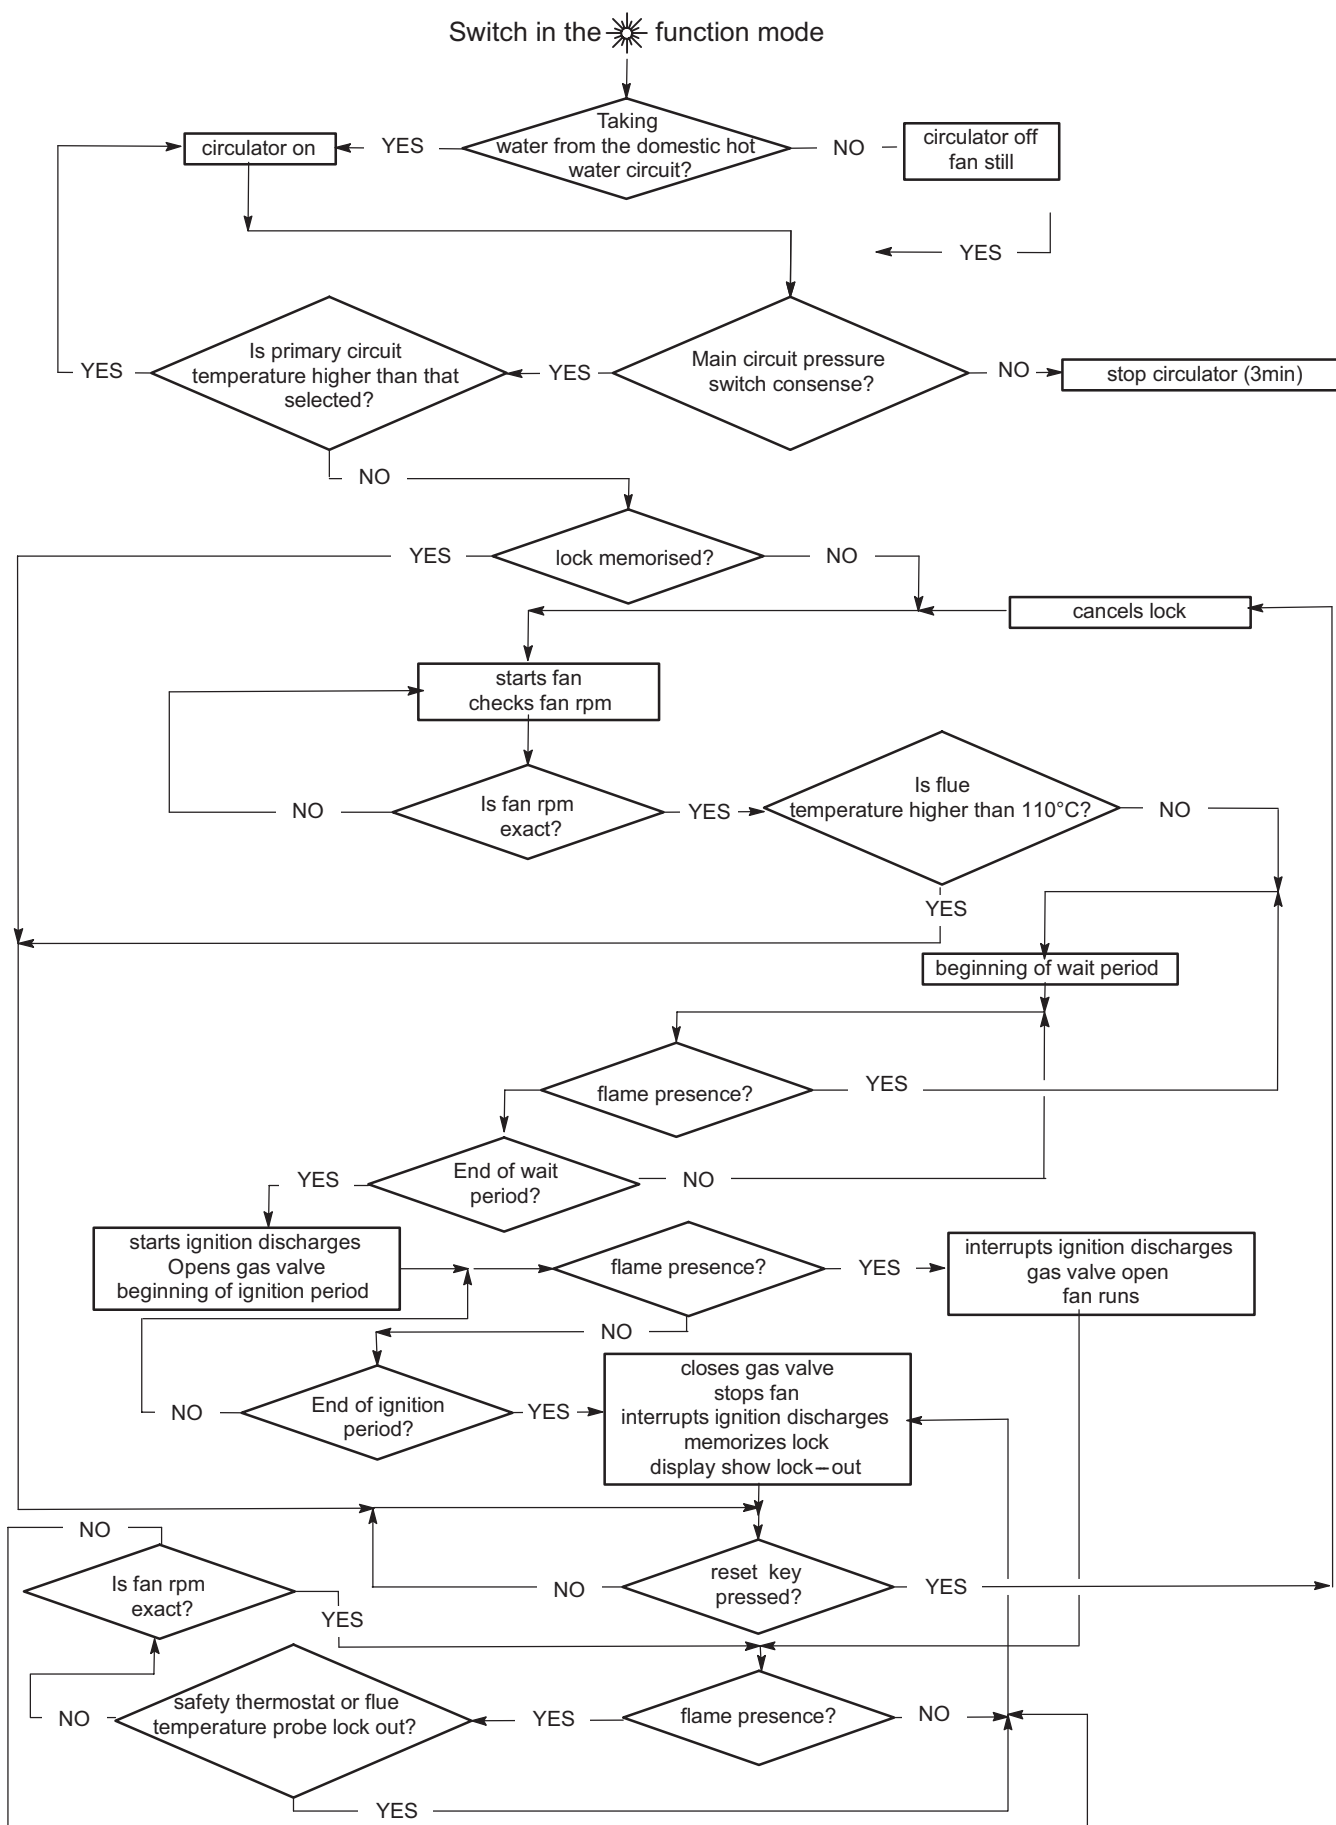 Switch in the function mode
Taking
water from the domestic hot
water circuit?
YES
NO
circulator on
circulator off
fan still
YES
Is primary circuit
temperature higher than that
selected?
YES
YES
Main circuit pressure
switch consense?
NO
stop circulator (3min)
NO
lock memorised?
YES
NO
cancels lock
starts fan
checks fan rpm
Is fan rpm
exact?
NO
YES
Is flue
temperature higher than 110°C?
NO
YES
beginning of wait period
flame presence?
YES
End of wait
period?
YES
NO
starts ignition discharges
Opens gas valve
beginning of ignition period
flame presence?
YES
interrupts ignition discharges
gas valve open
fan runs
NO
End of ignition
period?
NO
YES
closes gas valve
stops fan
interrupts ignition discharges
memorizes lock
display show lock–out
NO
Is fan rpm
exact?
YES
NO
reset key
pressed?
YES
safety thermostat or flue
temperature probe lock out?
NO
YES
flame presence?
NO
YES